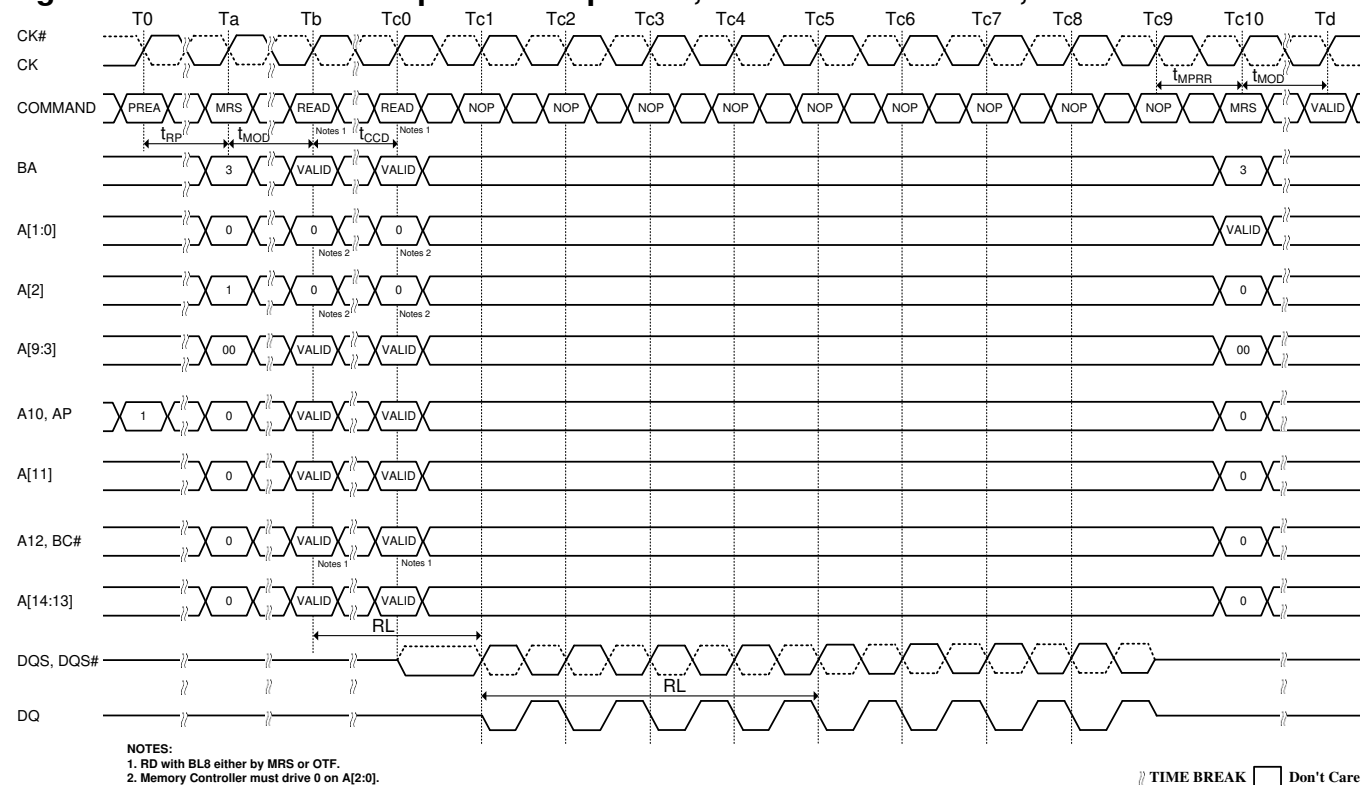 T0 Ta Tb Tc0 Tc1 Tc2 Tc3 Tc4 Tc5 Tc6 Tc7 Tc8 Tc9 Tc10 Td
CK#
CK
tMPRR tMOD
COMMAND PREA MRS READ READ NOP NOP NOP NOP NOP NOP NOP NOP NOP MRS VALID
Notes 1 Notes 1
tRP tMOD tCCD
BA 3 VALID VALID 3
A[1:0] 0 0 0 VALID
Notes 2 Notes 2
A[2] 1 0 0 0
Notes 2 Notes 2
A[9:3] 00 VALID VALID 00
A10, AP 1 0 VALID VALID 0
A[11] 0 VALID VALID 0
A12, BC# 0 VALID VALID 0
Notes 1 Notes 1
A[14:13] 0 VALID VALID 0
RL
DQS, DQS#
RL
DQ
NOTES:
1. RD with BL8 either by MRS or OTF.
2. Memory Controller must drive 0 on A[2:0].
TIME BREAK Don't Care